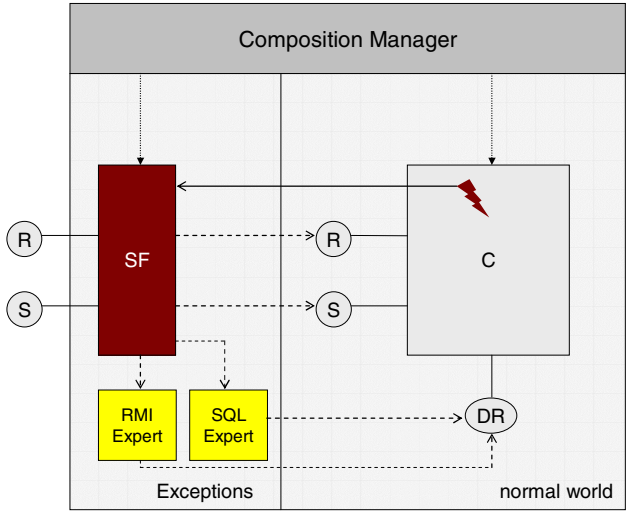 Composition Manager
R
SF
R
C
S
S
RMI
Expert
SQL
Expert
DR
Exceptions
normal world